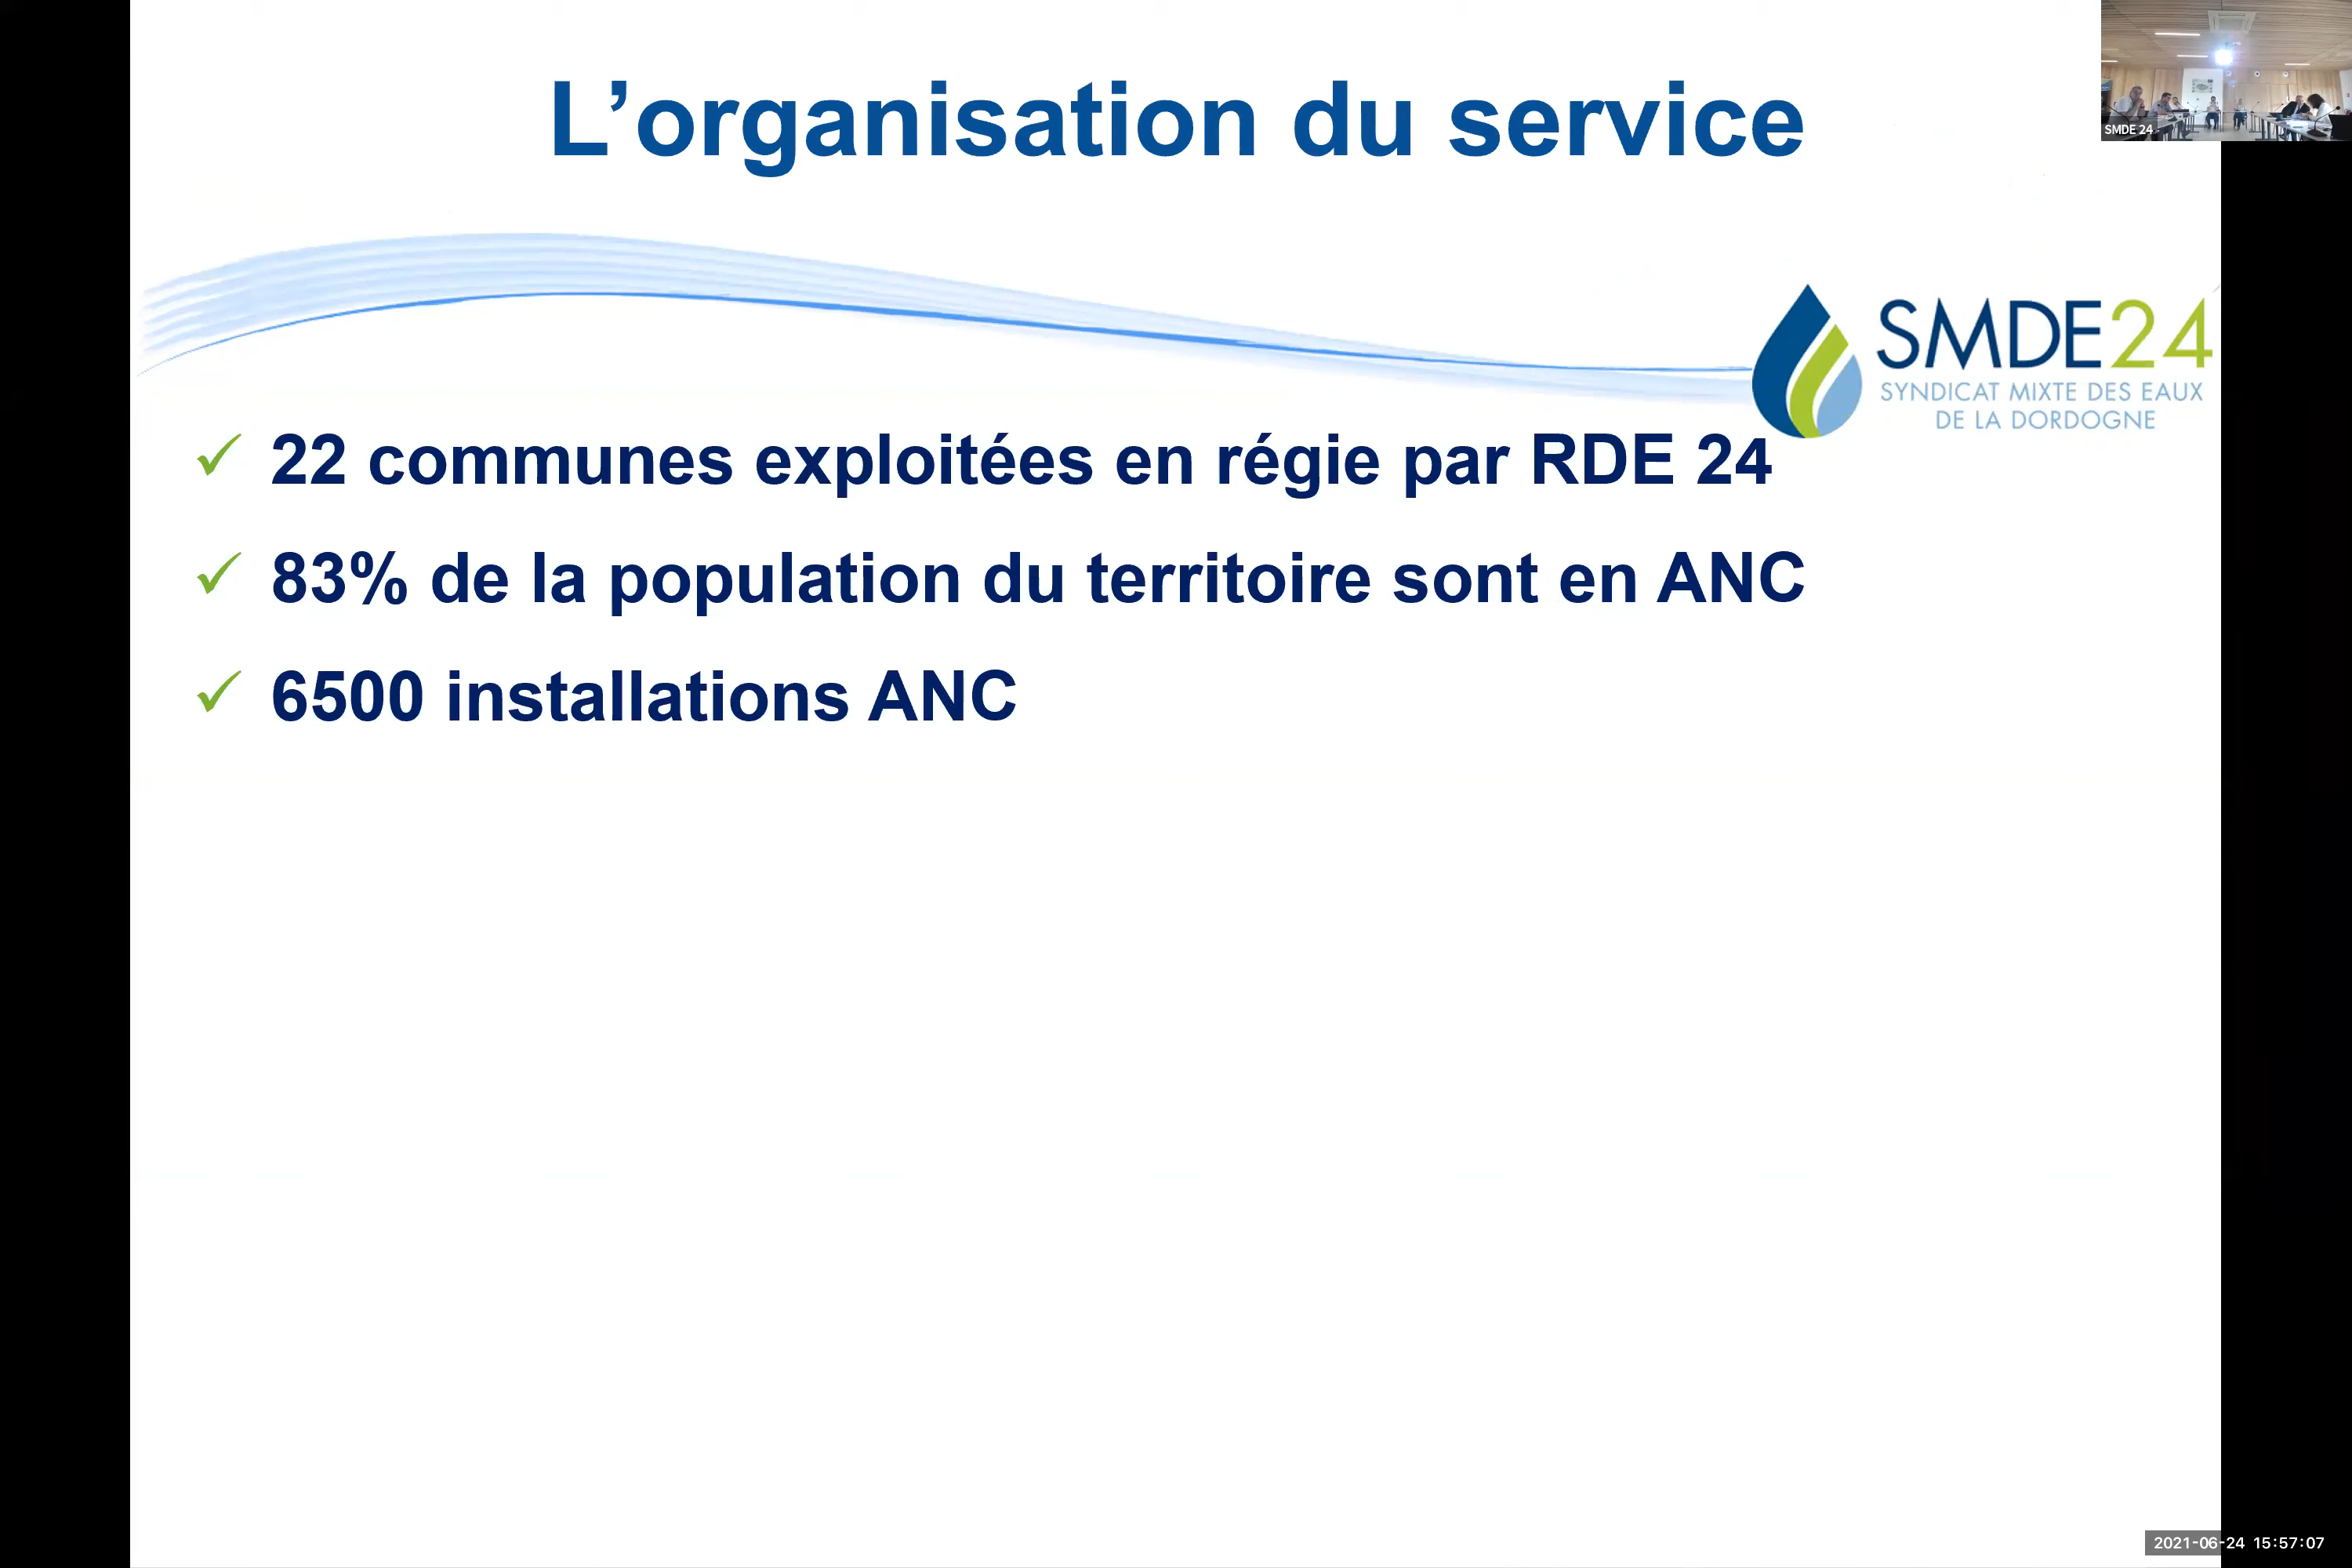 L’organisation du service
SMDE 24
SMDE24
SYNDICAT MIXTE DES EAUX
DE LA DORDOGNE
22 communes exploitées en régie par RDE 24
83% de la population du territoire sont en ANC
6500 installations ANC
2021-06-24 15:57:07